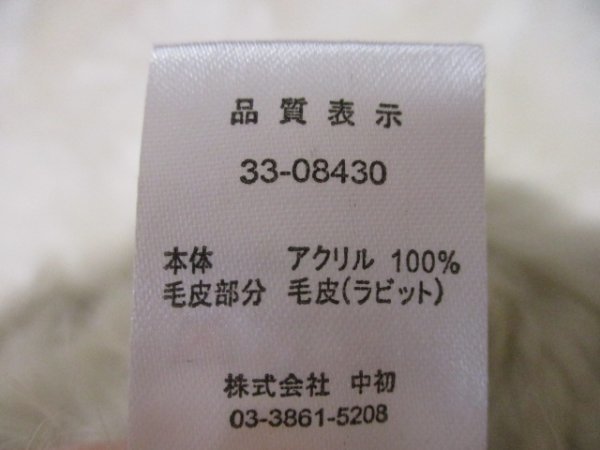 品質表示
33-08430
本体 アクリル 100%
毛皮部分 毛皮(ラビット)
株式会社 中初
03-3861-5208